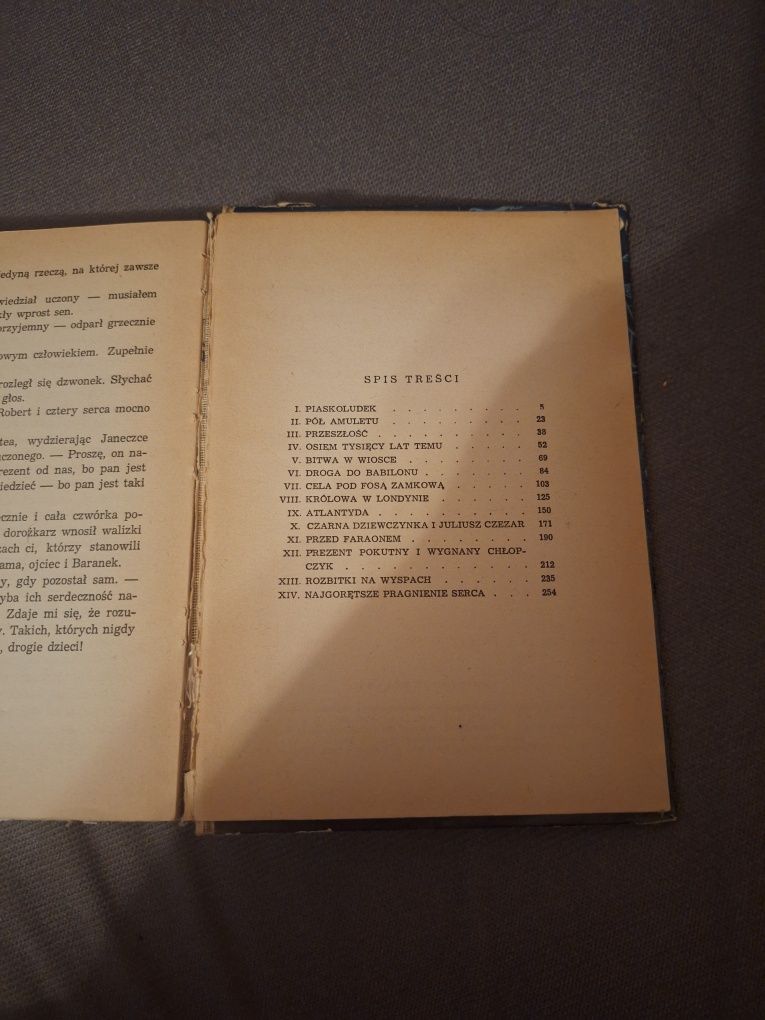 jedyną rzeczą, na której zawsze
wiedział uczony — musiałem
kły wprost sen.
przyjemny — odparł grzecznie
owym człowiekiem. Zupełnie
rozległ się dzwonek. Słychać
głos.
Robert i cztery serca mocno
tea, wydzierając Janeczce
uczonego. — Proszę, on na-
rezent od nas, bo pan jest
iedzieć — bo pan jest taki
cznie i cała czwórka po-
dorożkarz wnosił walizki
zach ci, którzy stanowili
ama, ojciec i Baranek.
y, gdy pozostał sam. —
yba ich serdeczność na-
Zdaje mi się, że rozu-
. Takich, których nigdy
, drogie dzieci!
SPIS TREŚCI
I. PIASKOLUDEK . . . . . . . . . 5
II. PÓŁ AMULETU . . . . . . . . . 23
III. PRZESZŁOŚĆ . . . . . . . . . . 38
IV. OSIEM TYSIĘCY LAT TEMU . . . . . 52
V. BITWA W WIOSCE . . . . . . . . 69
VI. DROGA DO BABILONU . . . . . . . 84
VII. CELA POD FOSĄ ZAMKOWĄ . . . . . 103
VIII. KRÓLOWA W LONDYNIE . . . . . . 125
IX. ATLANTYDA . . . . . . . . . . 150
X. CZARNA DZIEWCZYNKA I JULIUSZ CZEZAR 171
XI. PRZED FARAONEM . . . . . . . . 190
XII. PREZENT POKUTNY I WYGNANY CHŁOP-
CZYK . . . . . . . . . . . . 212
XIII. ROZBITKI NA WYSPACH . . . . . . 235
XIV. NAJGORĘTSZE PRAGNIENIE SERCA . . . 254